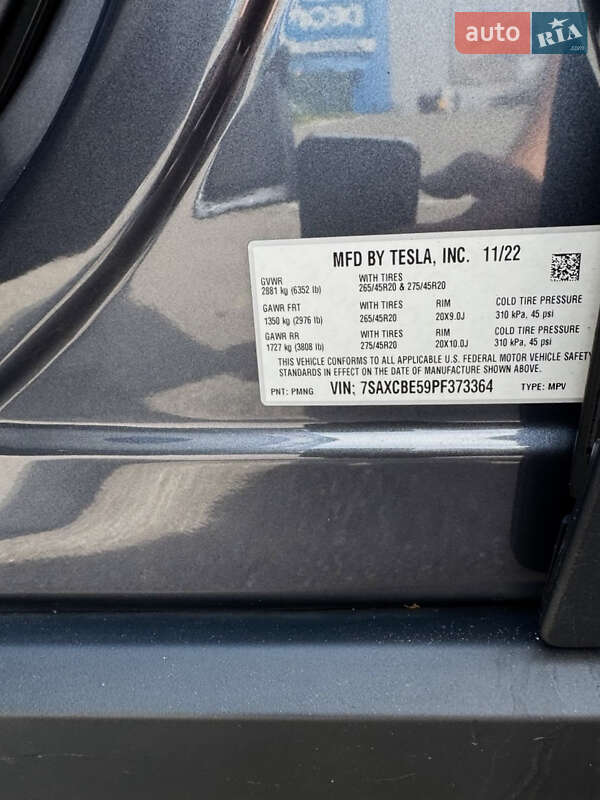 auto RIA .com
DECOR
MFD BY TESLA, INC. 11/22
GVWR WITH TIRES
2881 kg (6352 lb) 265/45R20 & 275/45R20
GAWR FRT WITH TIRES RIM COLD TIRE PRESSURE
1350 kg (2976 lb) 265/45R20 20X9.0J 310 kPa, 45 psi
GAWR RR WITH TIRES RIM COLD TIRE PRESSURE
1727 kg (3808 lb) 275/45R20 20X10.0J 310 kPa, 45 psi
THIS VEHICLE CONFORMS TO ALL APPLICABLE U.S. FEDERAL MOTOR VEHICLE SAFETY
STANDARDS IN EFFECT ON THE DATE OF MANUFACTURE SHOWN ABOVE.
PNT: PMNG VIN: 7SAXCBE59PF373364 TYPE: MPV